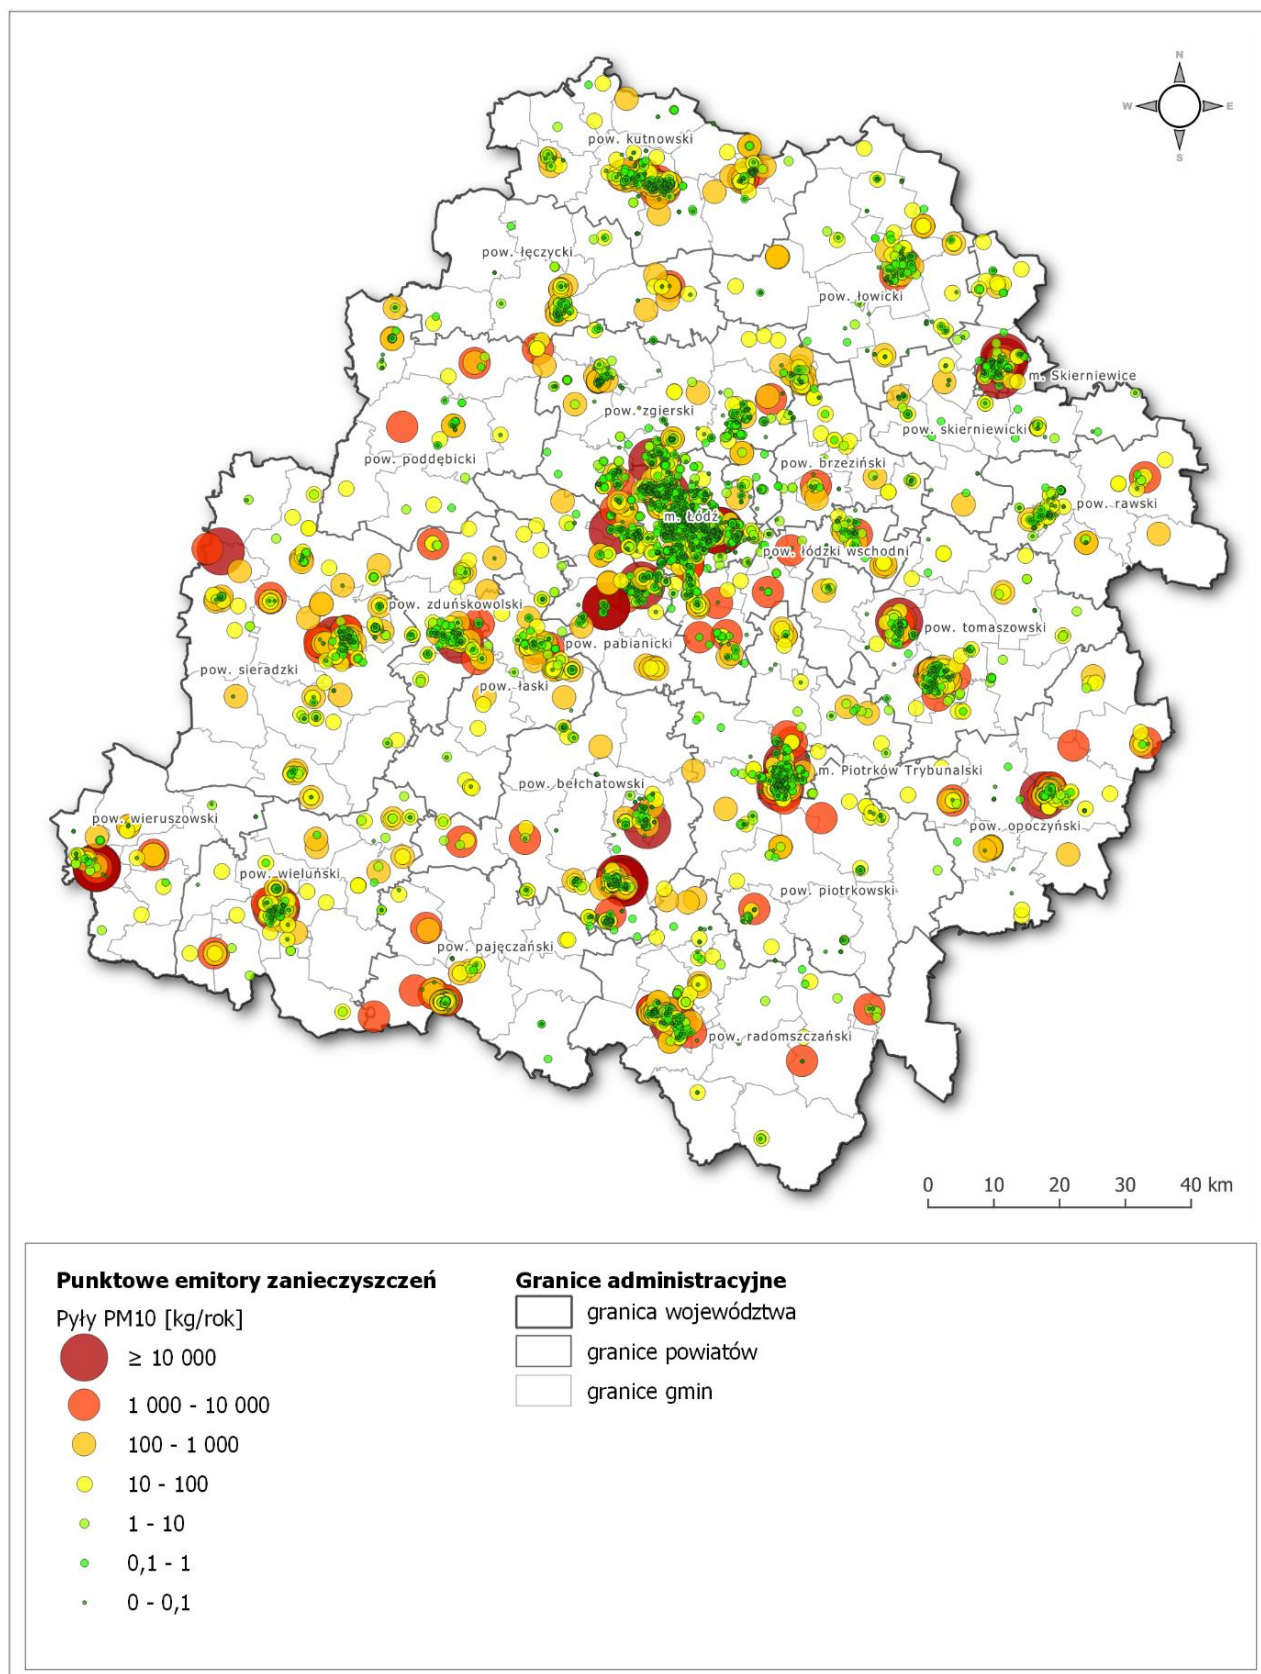 N
W E
S
pow. kutnowski
pow. łęczycki
pow. łowicki
m. Skierniewice
pow. zgierski
pow. skierniewicki
pow. poddębicki
pow. brzeziński
pow. rawski
m. Łódź
pow. łódzki wschodni
pow. zduńskowolski
pow. tomaszowski
pow. pabianicki
pow. sieradzki
pow. łaski
m. Piotrków Trybunalski
pow. bełchatowski
pow. wieruszowski
pow. opoczyński
pow. wieluński
pow. piotrkowski
pow. pajęczański
pow. radomszczański
0 10 20 30 40 km
Punktowe emitory zanieczyszczeń
Pyły PM10 [kg/rok]
≥ 10 000
1 000 - 10 000
100 - 1 000
10 - 100
1 - 10
0,1 - 1
0 - 0,1
Granice administracyjne
granica województwa
granice powiatów
granice gmin